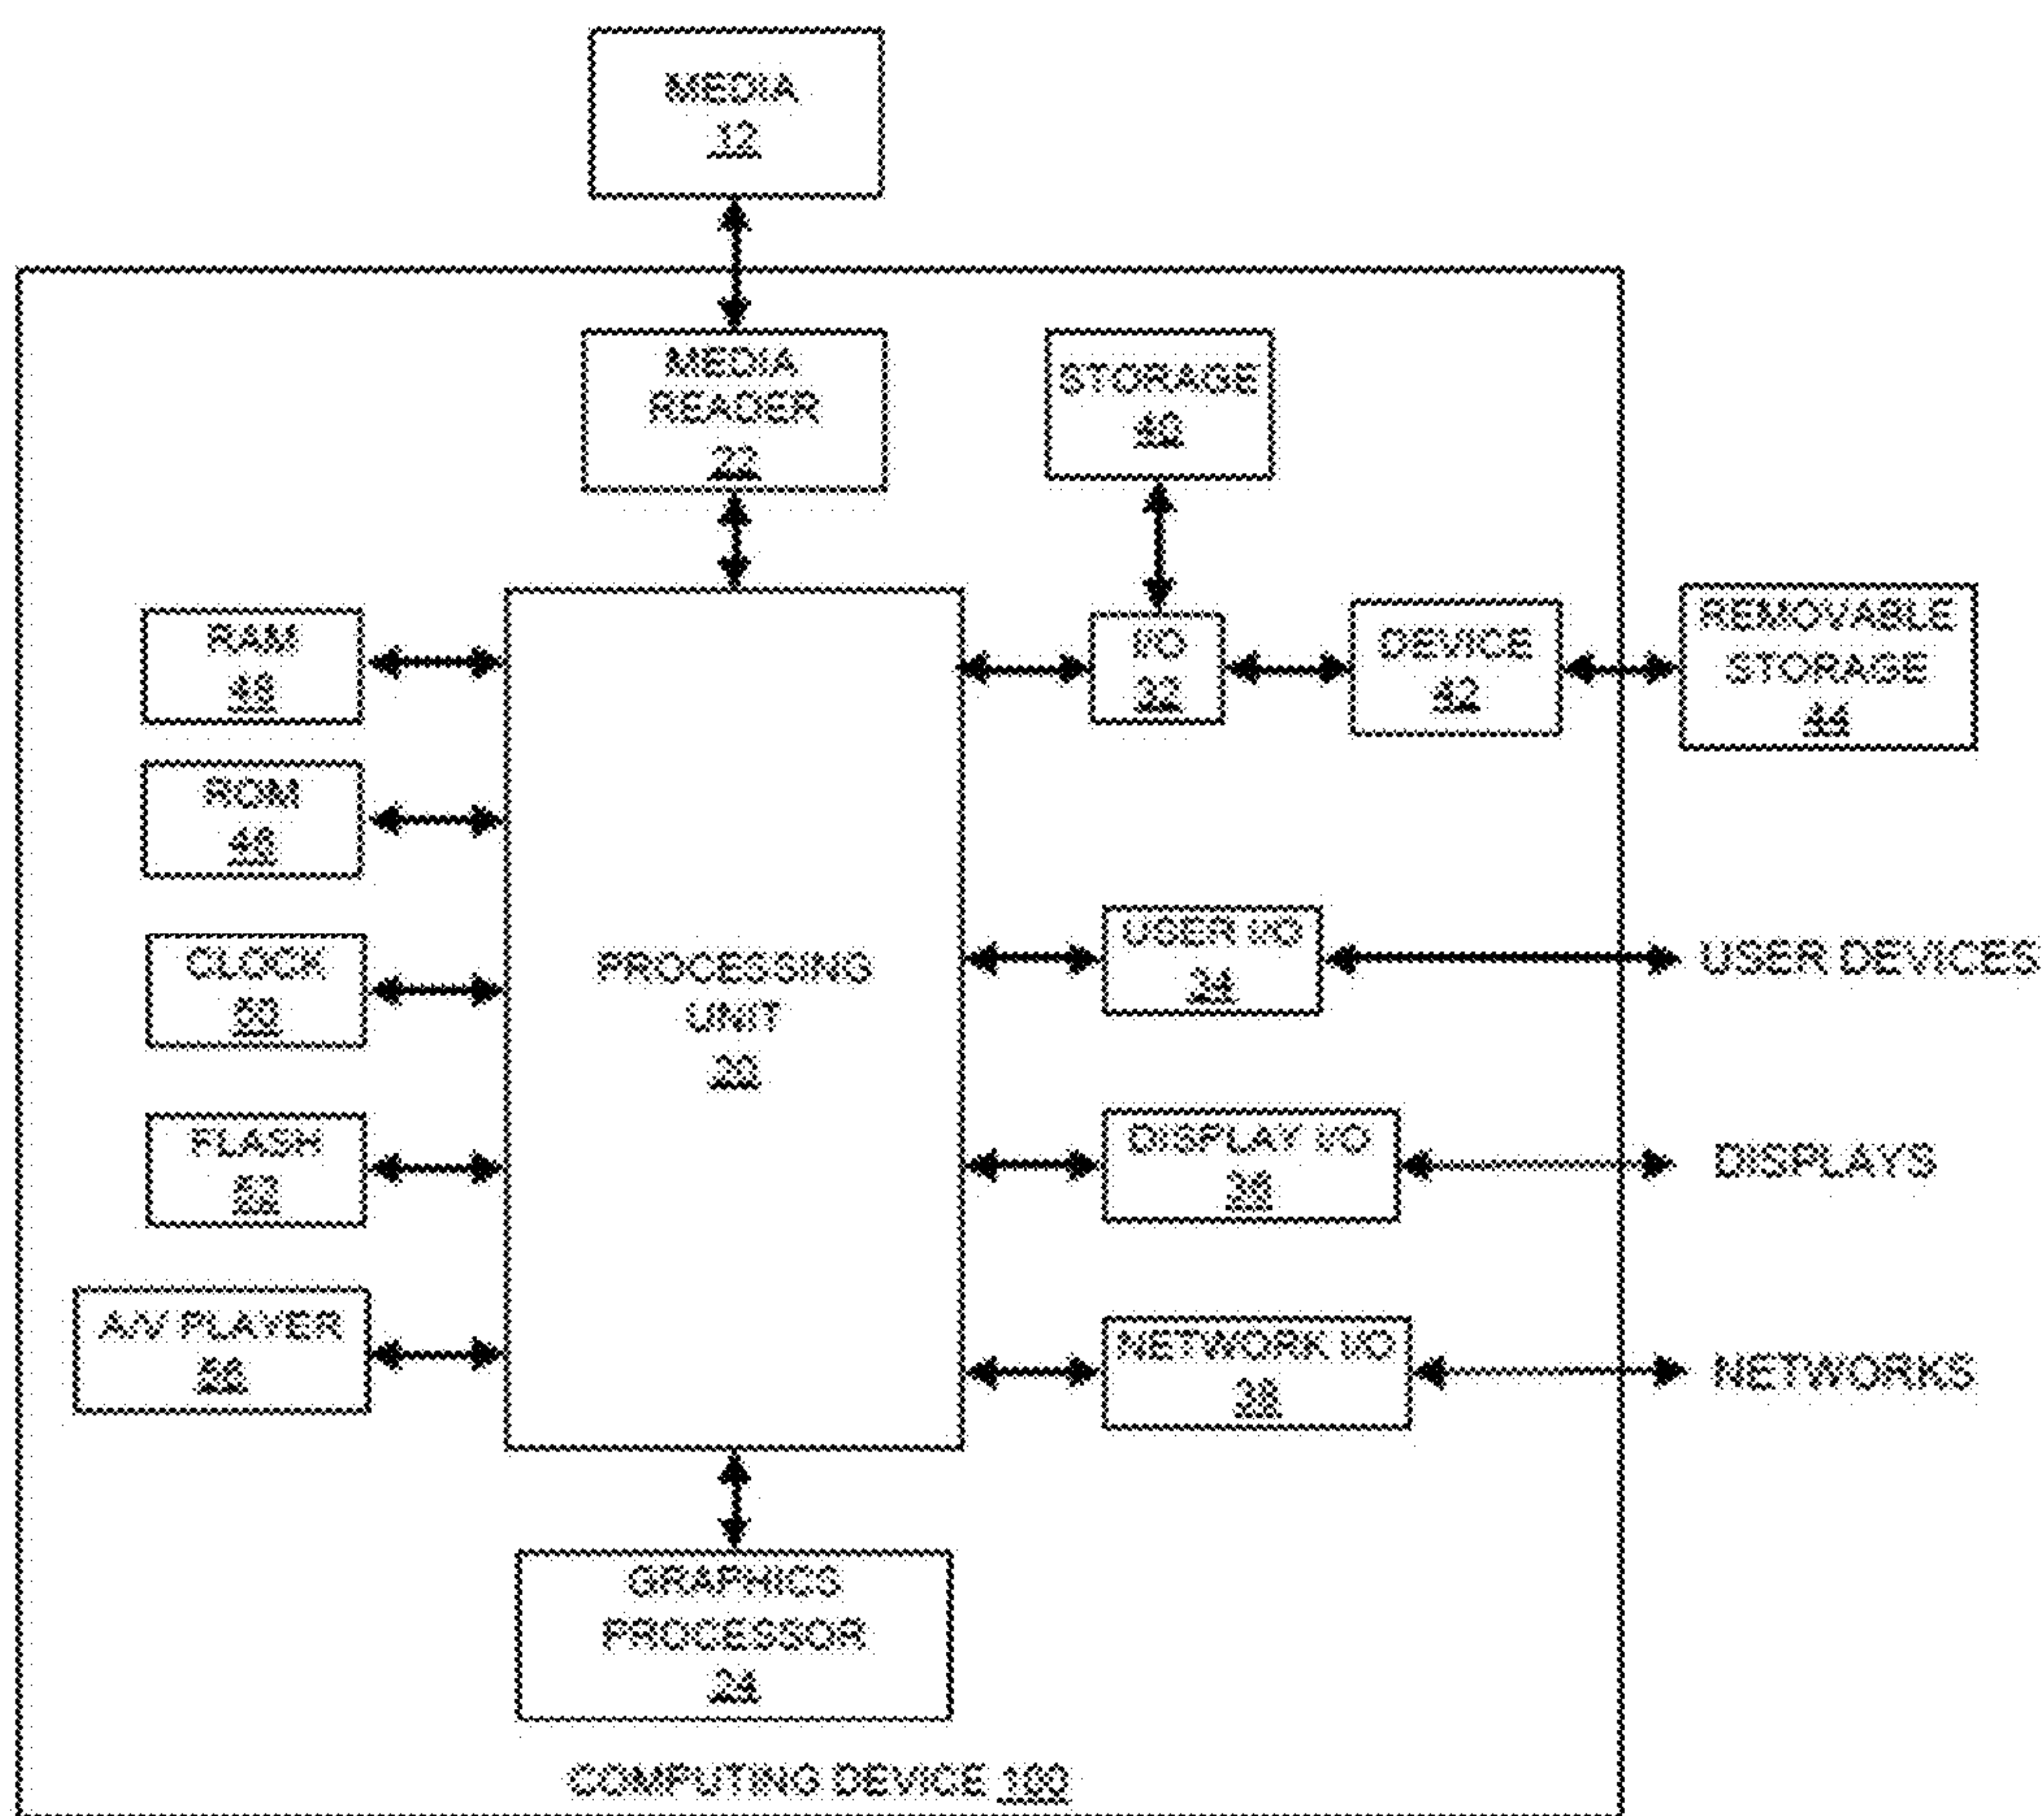 MEDIA
12
MEDIA
READER
22
STORAGE
40
RAM
48
I/O
32
DEVICE
42
REMOVABLE
STORAGE
44
ROM
46
CLOCK
50
PROCESSING
UNIT
20
USER I/O
34
USER DEVICES
FLASH
52
DISPLAY I/O
36
DISPLAYS
A/V PLAYER
56
NETWORK I/O
38
NETWORKS
GRAPHICS
PROCESSOR
24
COMPUTING DEVICE 100